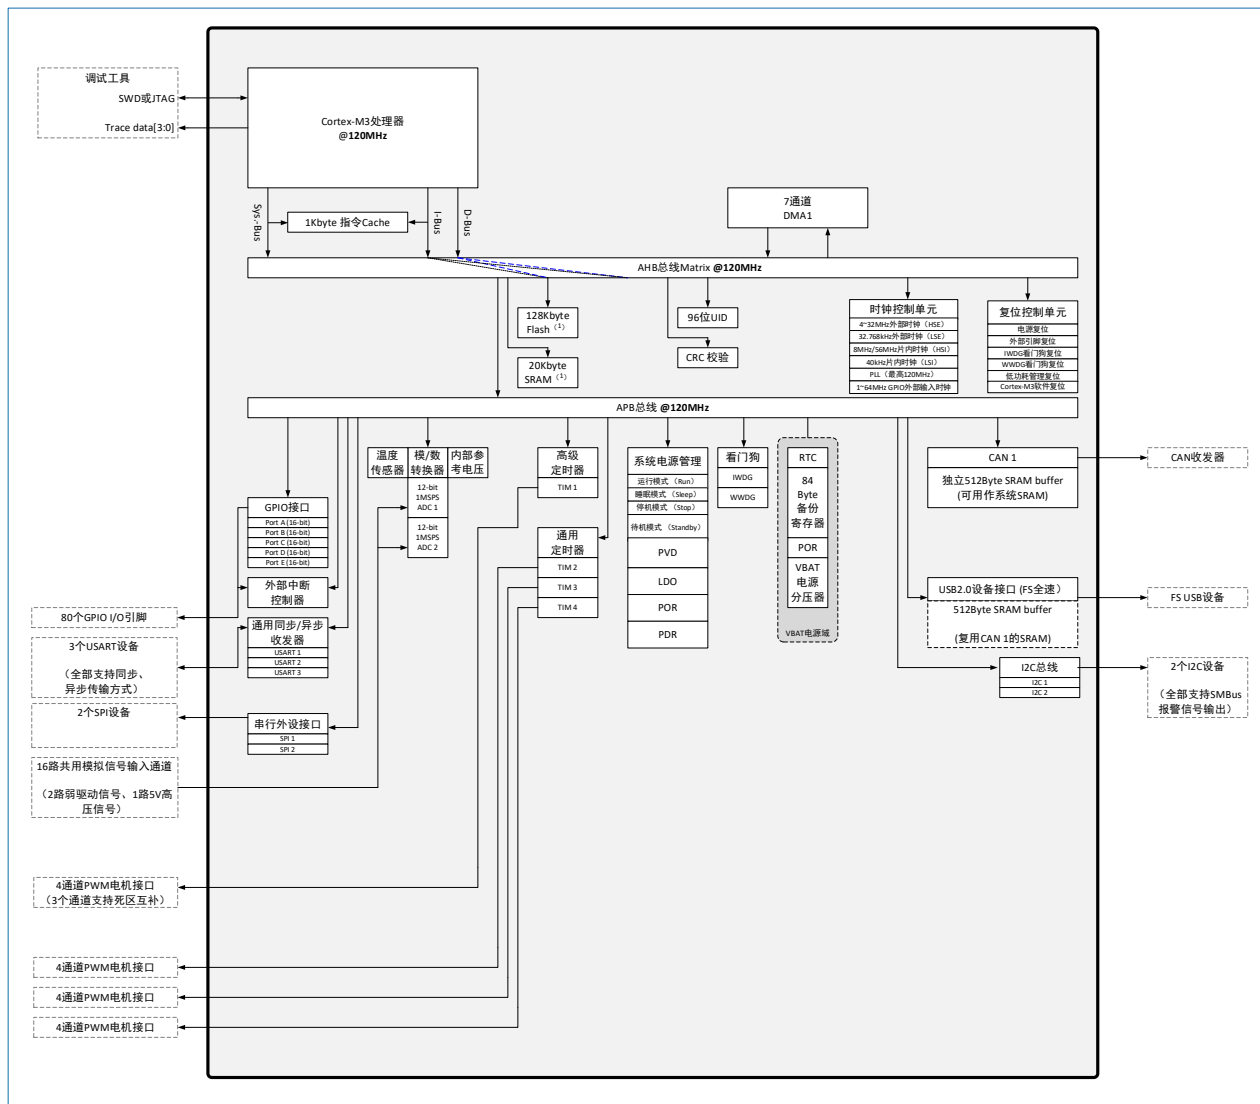 调试工具
SWD或JTAG
Trace data[3:0]
Cortex-M3处理器
@120MHz
Sys.-Bus
I-Bus
D-Bus
1Kbyte 指令Cache
7通道
DMA1
AHB总线Matrix @120MHz
128Kbyte
Flash (1)
20Kbyte
SRAM (1)
96位UID
CRC 校验
时钟控制单元
4~32MHz外部时钟（HSE）
32.768kHz外部时钟（LSE）
8MHz/56MHz片内时钟（HSI）
40kHz片内时钟（LSI）
PLL（最高120MHz）
1~64MHz GPIO外部输入时钟
复位控制单元
电源复位
外部引脚复位
IWDG看门狗复位
WWDG看门狗复位
低功耗管理复位
Cortex-M3软件复位
APB总线 @120MHz
GPIO接口
Port A (16-bit)
Port B (16-bit)
Port C (16-bit)
Port D (16-bit)
Port E (16-bit)
外部中断
控制器
通用同步/异步
收发器
USART 1
USART 2
USART 3
串行外设接口
SPI 1
SPI 2
温度
传感器
模/数
转换器
内部参
考电压
12-bit
1MSPS
ADC 1
12-bit
1MSPS
ADC 2
高级
定时器
TIM 1
通用
定时器
TIM 2
TIM 3
TIM 4
系统电源管理
运行模式 （Run）
睡眠模式 （Sleep）
停机模式 （Stop）
待机模式 （Standby）
PVD
LDO
POR
PDR
看门狗
IWDG
WWDG
RTC
84
Byte
备份
寄存器
POR
VBAT
电源
分压器
VBAT电源域
CAN 1
独立512Byte SRAM buffer
(可用作系统SRAM)
USB2.0设备接口 (FS全速）
512Byte SRAM buffer
(复用CAN 1的SRAM)
I2C总线
I2C 1
I2C 2
CAN收发器
FS USB设备
2个I2C设备
（全部支持SMBus
报警信号输出）
80个GPIO I/O引脚
3个USART设备
（全部支持同步、
异步传输方式）
2个SPI设备
16路共用模拟信号输入通道
（2路弱驱动信号、1路5V高
压信号）
4通道PWM电机接口
（3个通道支持死区互补）
4通道PWM电机接口
4通道PWM电机接口
4通道PWM电机接口